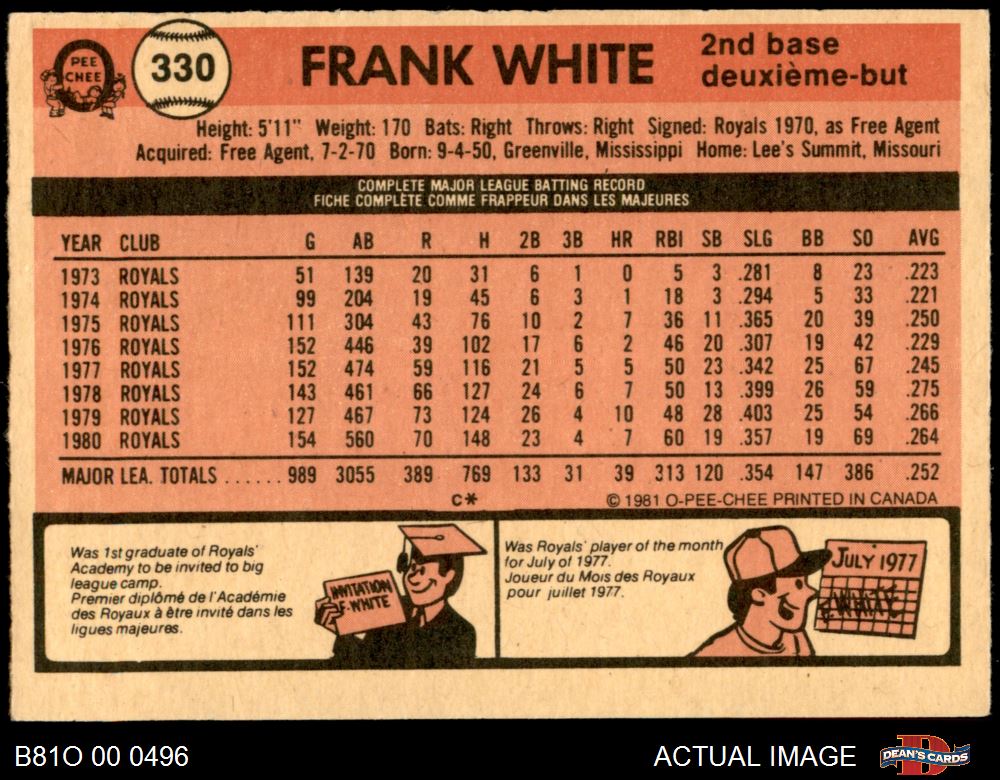 PEE
CHEE
330
FRANK WHITE
2nd base
deuxième-but
Height: 5'11" Weight: 170 Bats: Right Throws: Right Signed: Royals 1970, as Free Agent
Acquired: Free Agent, 7-2-70 Born: 9-4-50, Greenville, Mississippi Home: Lee's Summit, Missouri
COMPLETE MAJOR LEAGUE BATTING RECORD
FICHE COMPLÈTE COMME FRAPPEUR DANS LES MAJEURES
YEAR CLUB G AB R H 2B 3B HR RBI SB SLG BB SO AVG
1973 ROYALS 51 139 20 31 6 1 0 5 3 .281 8 23 .223
1974 ROYALS 99 204 19 45 6 3 1 18 3 .294 5 33 .221
1975 ROYALS 111 304 43 76 10 2 7 36 11 .365 20 39 .250
1976 ROYALS 152 446 39 102 17 6 2 46 20 .307 19 42 .229
1977 ROYALS 152 474 59 116 21 5 5 50 23 .342 25 67 .245
1978 ROYALS 143 461 66 127 24 6 7 50 13 .399 26 59 .275
1979 ROYALS 127 467 73 124 26 4 10 48 28 .403 25 54 .266
1980 ROYALS 154 560 70 148 23 4 7 60 19 .357 19 69 .264
MAJOR LEA. TOTALS ...... 989 3055 389 769 133 31 39 313 120 .354 147 386 .252
C* © 1981 O-PEE-CHEE PRINTED IN CANADA
Was 1st graduate of Royals'
Academy to be invited to big
league camp.
Premier diplômé de l'Académie
des Royaux à être invité dans les
ligues majeures.
INVITATION
F. WHITE
Was Royals' player of the month
for July of 1977.
Joueur du Mois des Royaux
pour juillet 1977.
JULY 1977
F. WHITE
B81O 00 0496
ACTUAL IMAGE
DEAN'S CARDS